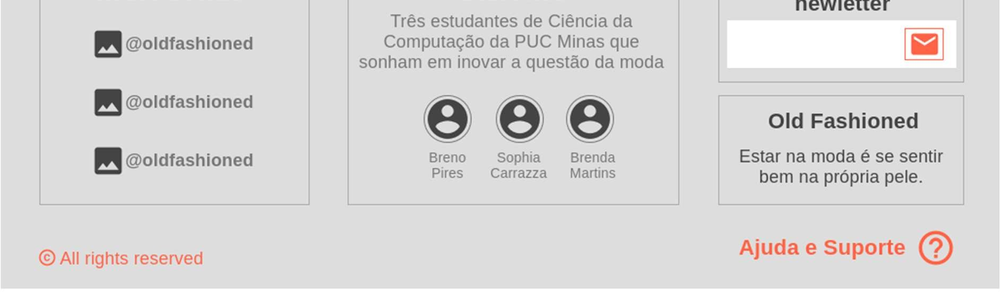 @oldfashioned
@oldfashioned
@oldfashioned
Três estudantes de Ciência da
Computação da PUC Minas que
sonham em inovar a questão da moda
Breno
Pires
Sophia
Carrazza
Brenda
Martins
newletter
Old Fashioned
Estar na moda é se sentir
bem na própria pele.
© All rights reserved
Ajuda e Suporte